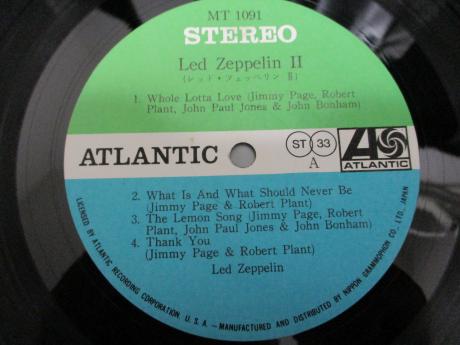 MT 1091
STEREO
Led Zeppelin II
(レッド・ツェッペリン Ⅱ)
1. Whole Lotta Love (Jimmy Page, Robert
Plant, John Paul Jones & John Bonham)
ATLANTIC
ST 33
A
ATLANTIC
2. What Is And What Should Never Be
(Jimmy Page & Robert Plant)
3. The Lemon Song (Jimmy Page, Robert
Plant, John Paul Jones & John Bonham)
4. Thank You
(Jimmy Page & Robert Plant)
Led Zeppelin
LICENSED BY ATLANTIC RECORDING CORPORATION U.S.A—MANUFACTURED AND DISTRIBUTED BY NIPPON GRAMMOPHON CO., LTD., JAPAN